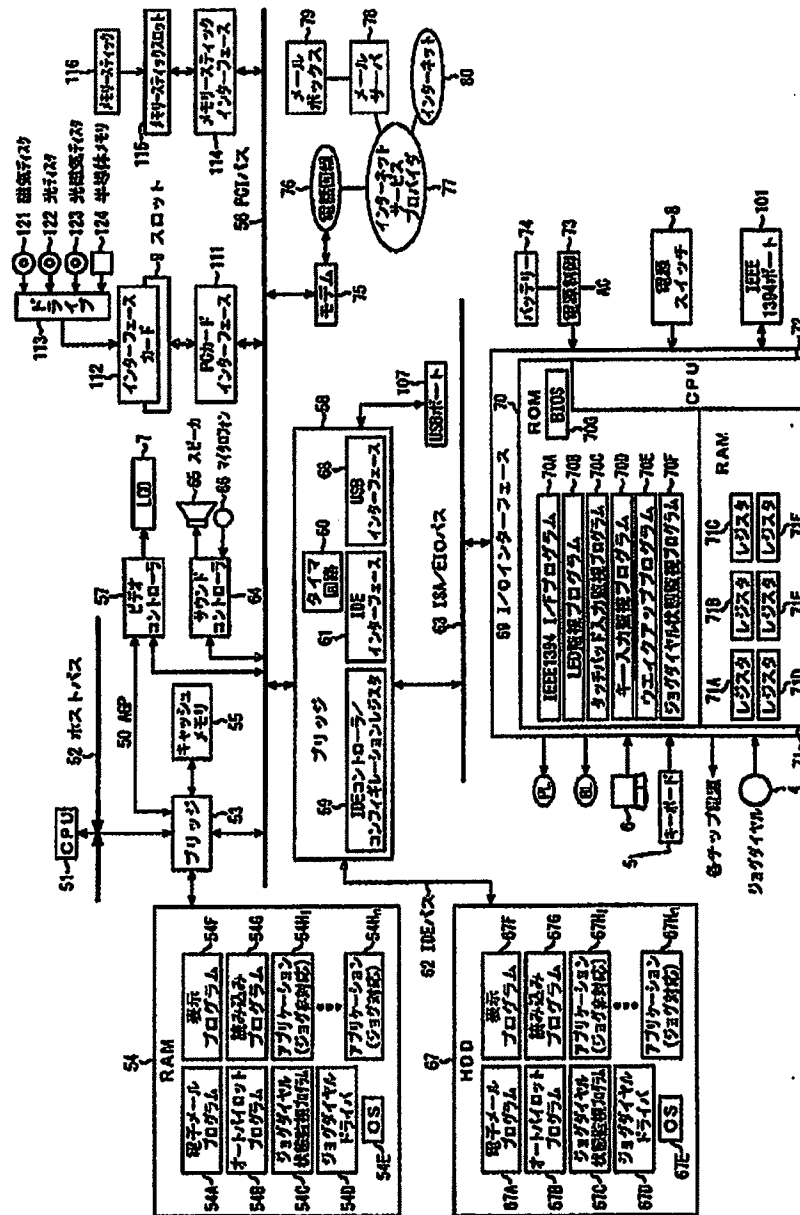 51 CPU
52 ホストバス
50 AGP
ブリッジ
53
キャッシュ
メモリ
55
57
ビデオ
コントローラ
LCD
7
サウンド
コントローラ
64
65 スピーカ
66 マイクロフォン
121 磁気ディスク
122 光ディスク
123 光磁気ディスク
124 半導体メモリ
ドライブ
113
112
インターフェース
カード
9 スロット
PCカード
インターフェース
111
メモリースティック
116
メモリースティックスロット
115
メモリースティック
インターフェース
114
56 PCIバス
54
RAM
54A
電子メール
プログラム
54B
オートパイロット
プログラム
54C
ジョグダイヤル
状態監視プログラム
54D
ジョグダイヤル
ドライバ
54E
OS
表示
プログラム
54F
読み込み
プログラム
54G
アプリケーション
(ジョグ非対応)
54H1
アプリケーション
(ジョグ対応)
54Hn
58
ブリッジ
59
IDEコントローラ/
コンフィギレーションレジスタ
タイマ
回路
60
61
IDE
インターフェース
68
USB
インターフェース
107
USBポート
モデム
75
76
電話回線
インターネット
サービス
プロバイダ
77
メール
サーバ
78
メール
ボックス
79
インターネット
80
62 IDEバス
63 ISA/EIOバス
67
HDD
67A
電子メール
プログラム
67B
オートパイロット
プログラム
67C
ジョグダイヤル
状態監視プログラム
67D
ジョグダイヤル
ドライバ
67E
OS
表示
プログラム
67F
読み込み
プログラム
67G
アプリケーション
(ジョグ非対応)
67H1
アプリケーション
(ジョグ対応)
67Hn
69 I/Oインターフェース
70
ROM
BIOS
70G
IEEE1394 I/Fプログラム
70A
LED監視プログラム
70B
タッチパッド入力監視プログラム
70C
キー入力監視プログラム
70D
ウエイクアッププログラム
70E
ジョグダイヤル状態監視プログラム
70F
CPU
72
RAM
71
71A
レジスタ
71B
レジスタ
71C
レジスタ
レジスタ
71D
レジスタ
71E
レジスタ
71F
PL
BL
6
5
キーボード
各チップ電源
ジョグダイヤル
4
バッテリー
74
電源制御
73
AC
電源
スイッチ
8
IEEE
1394ポート
101